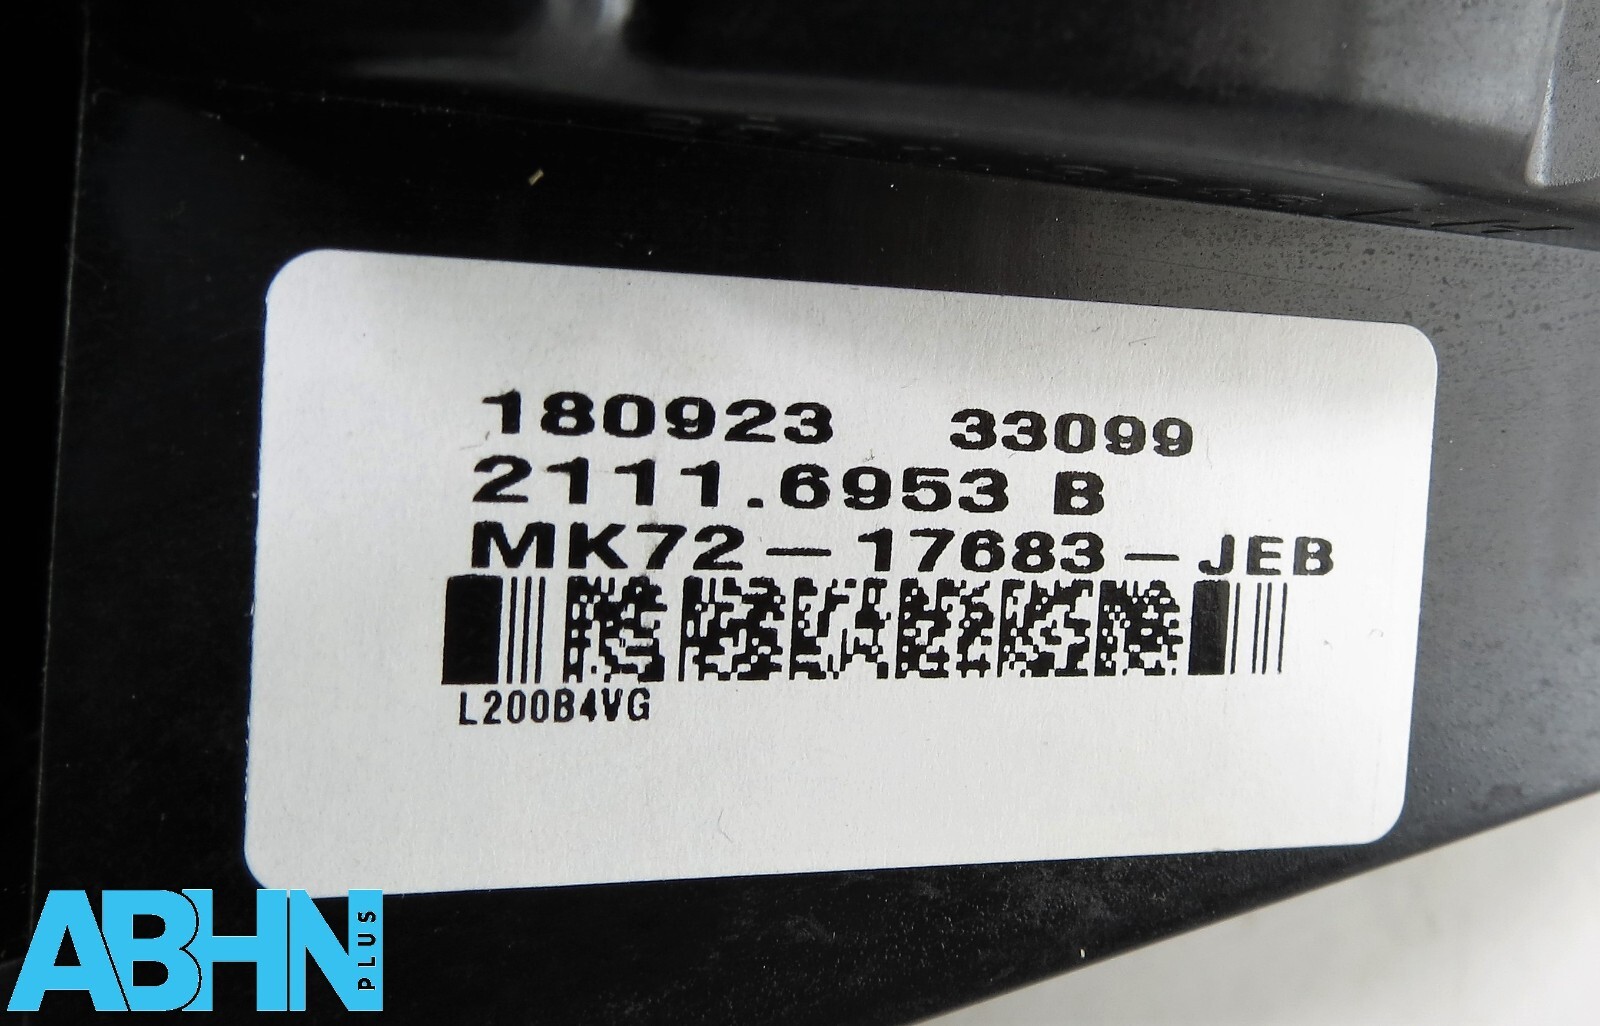 180923 33099
2111.6953 B
MK72-17683-JEB
L200B4VG
ABHN PLUS